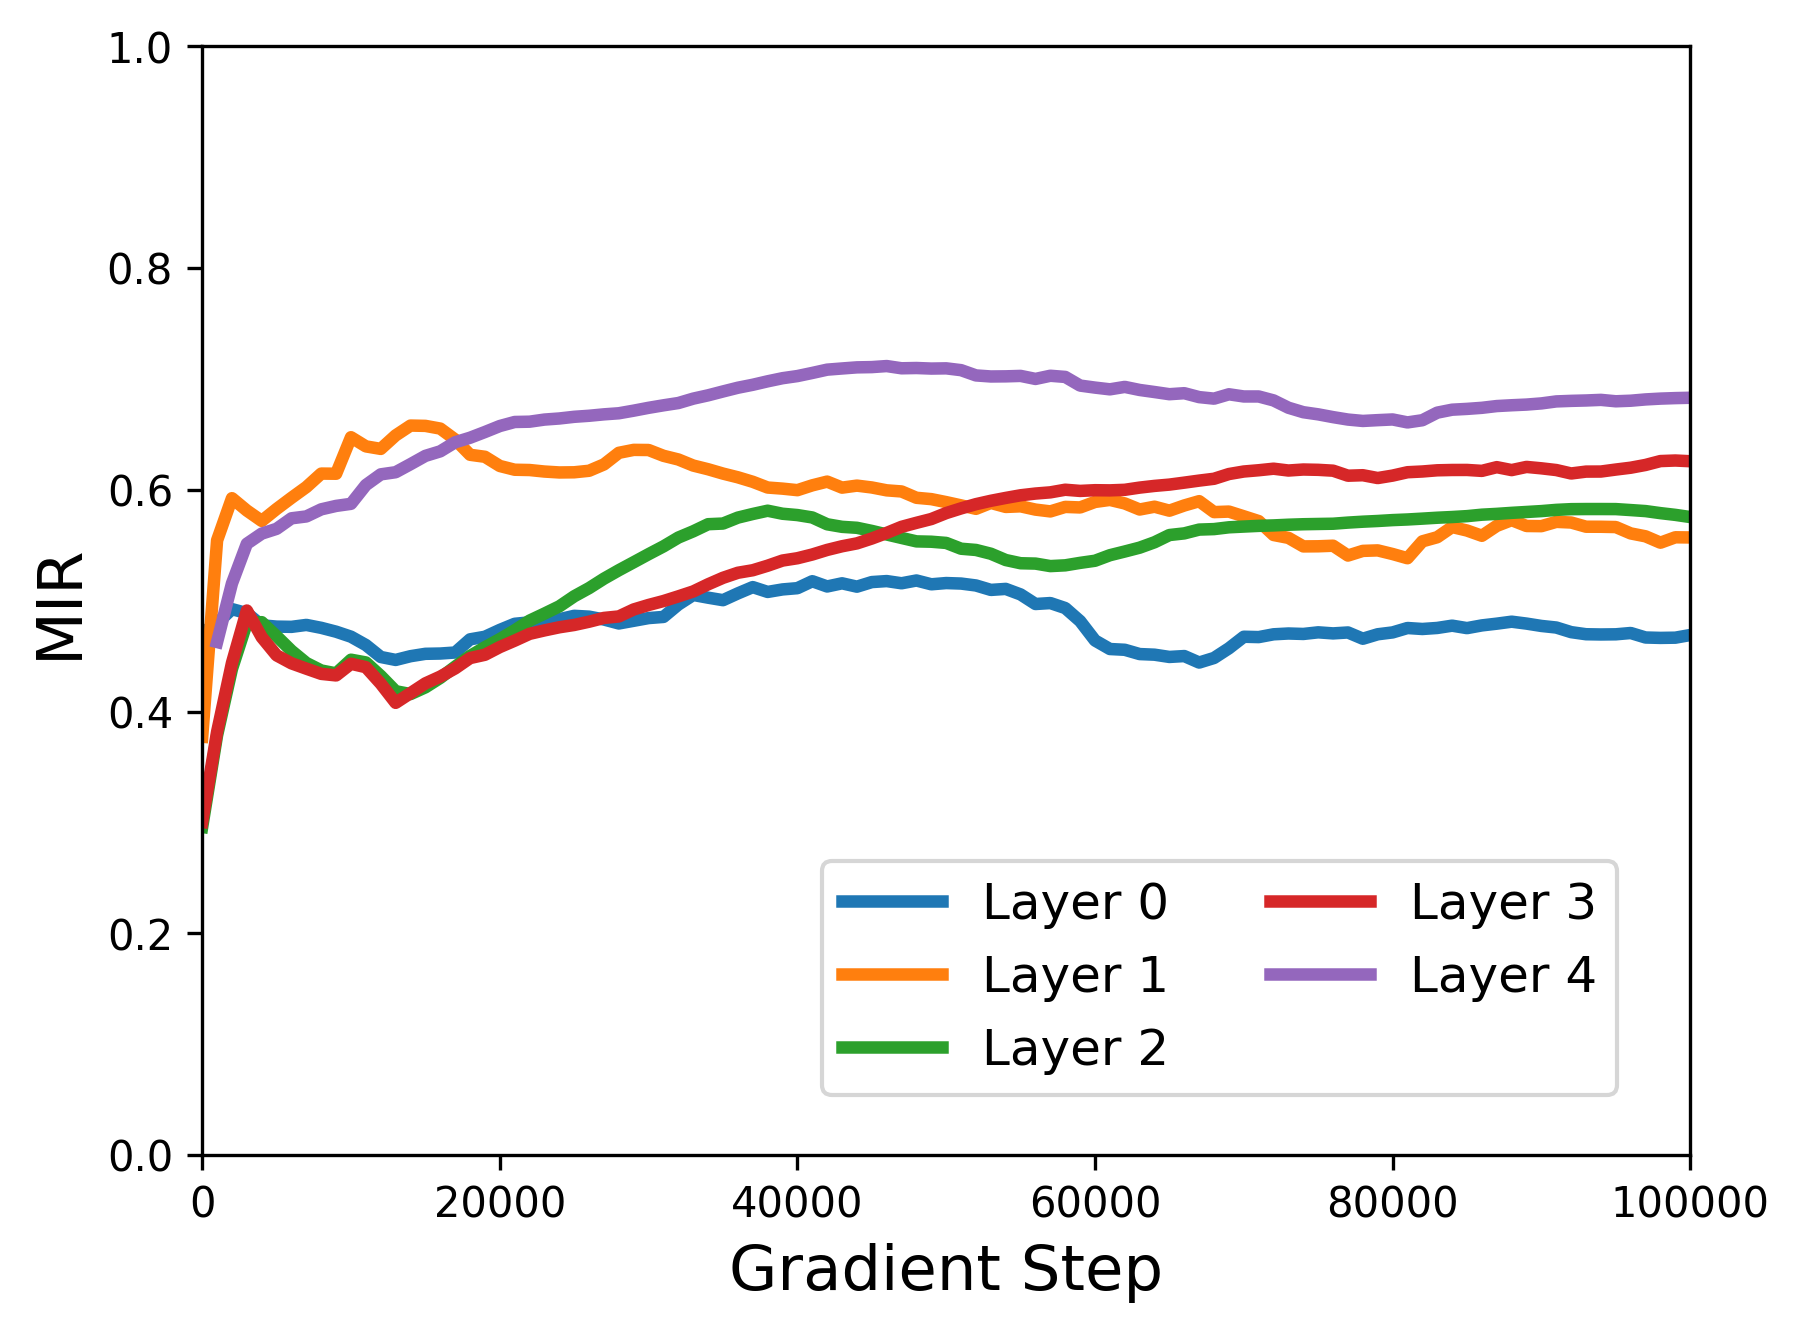 1.0
0.8
0.6
0.4
0.2
0.0
MIR
0 20000 40000 60000 80000 100000
Gradient Step
Layer 0
Layer 1
Layer 2
Layer 3
Layer 4